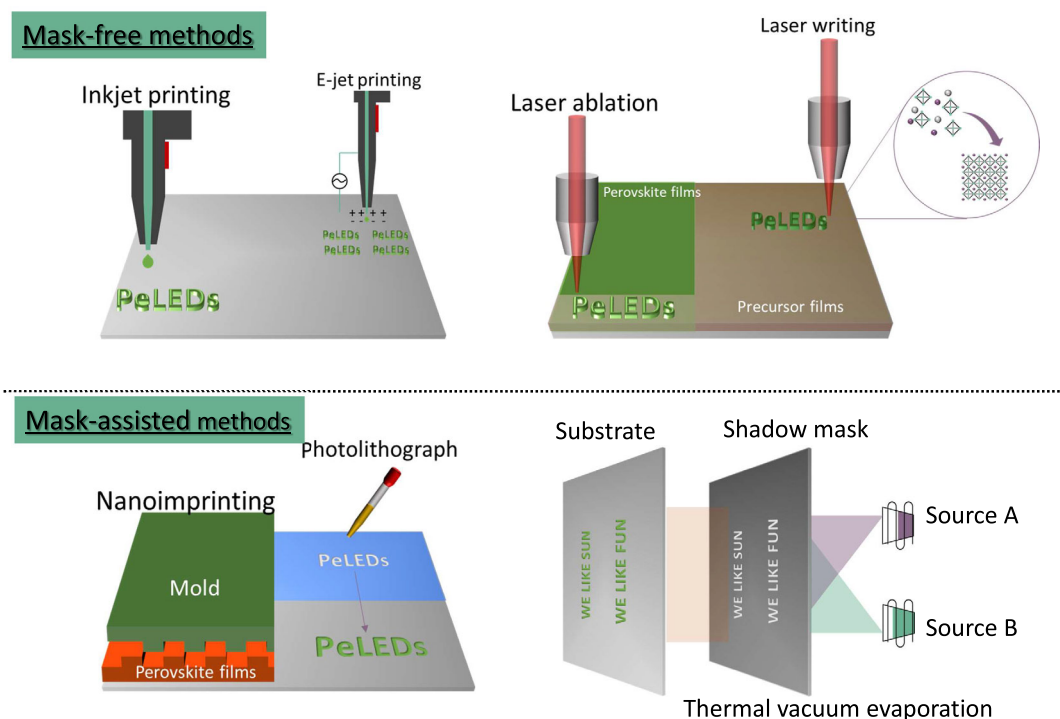 Mask-free methods
Inkjet printing
E-jet printing
+ + + +
- - - -
PeLEDs PeLEDs
PeLEDs PeLEDs
PeLEDs
Laser writing
Laser ablation
Perovskite films
PeLEDs
PeLEDs
Precursor films
Mask-assisted methods
Photolithograph
Nanoimprinting
Mold
PeLEDs
PeLEDs
Perovskite films
Substrate
Shadow mask
WE LIKE SUN
WE LIKE FUN
WE LIKE SUN
WE LIKE FUN
Source A
Source B
Thermal vacuum evaporation